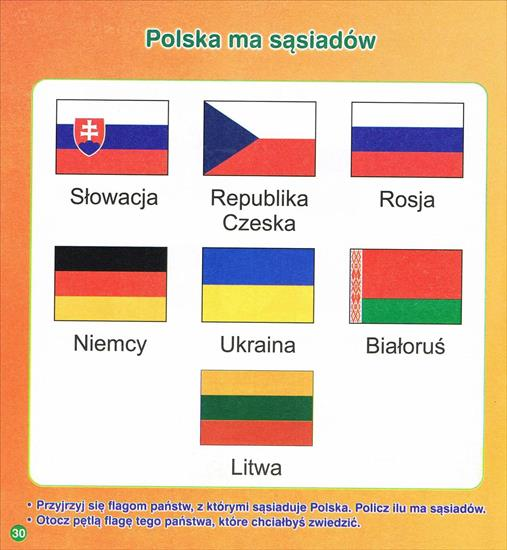 Polska ma sąsiadów
Słowacja
Republika
Czeska
Rosja
Niemcy
Ukraina
Białoruś
Litwa
• Przyjrzyj się flagom państw, z którymi sąsiaduje Polska. Policz ilu ma sąsiadów.
• Otocz pętlą flagę tego państwa, które chciałbyś zwiedzić.
30